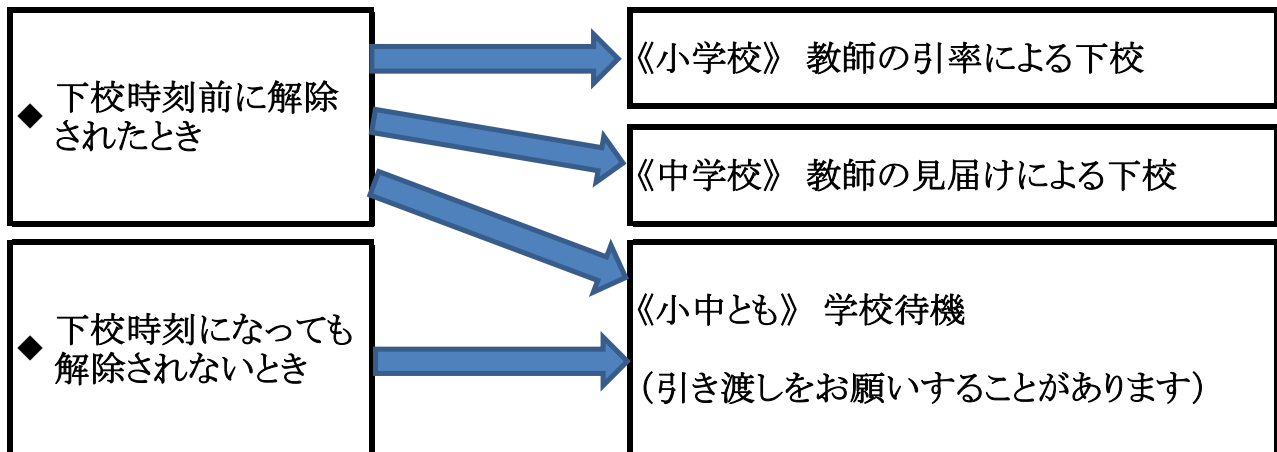 ◆ 下校時刻前に解除
されたとき
《小学校》 教師の引率による下校
《中学校》 教師の見届けによる下校
◆ 下校時刻になっても
解除されないとき
《小中とも》 学校待機
（引き渡しをお願いすることがあります）